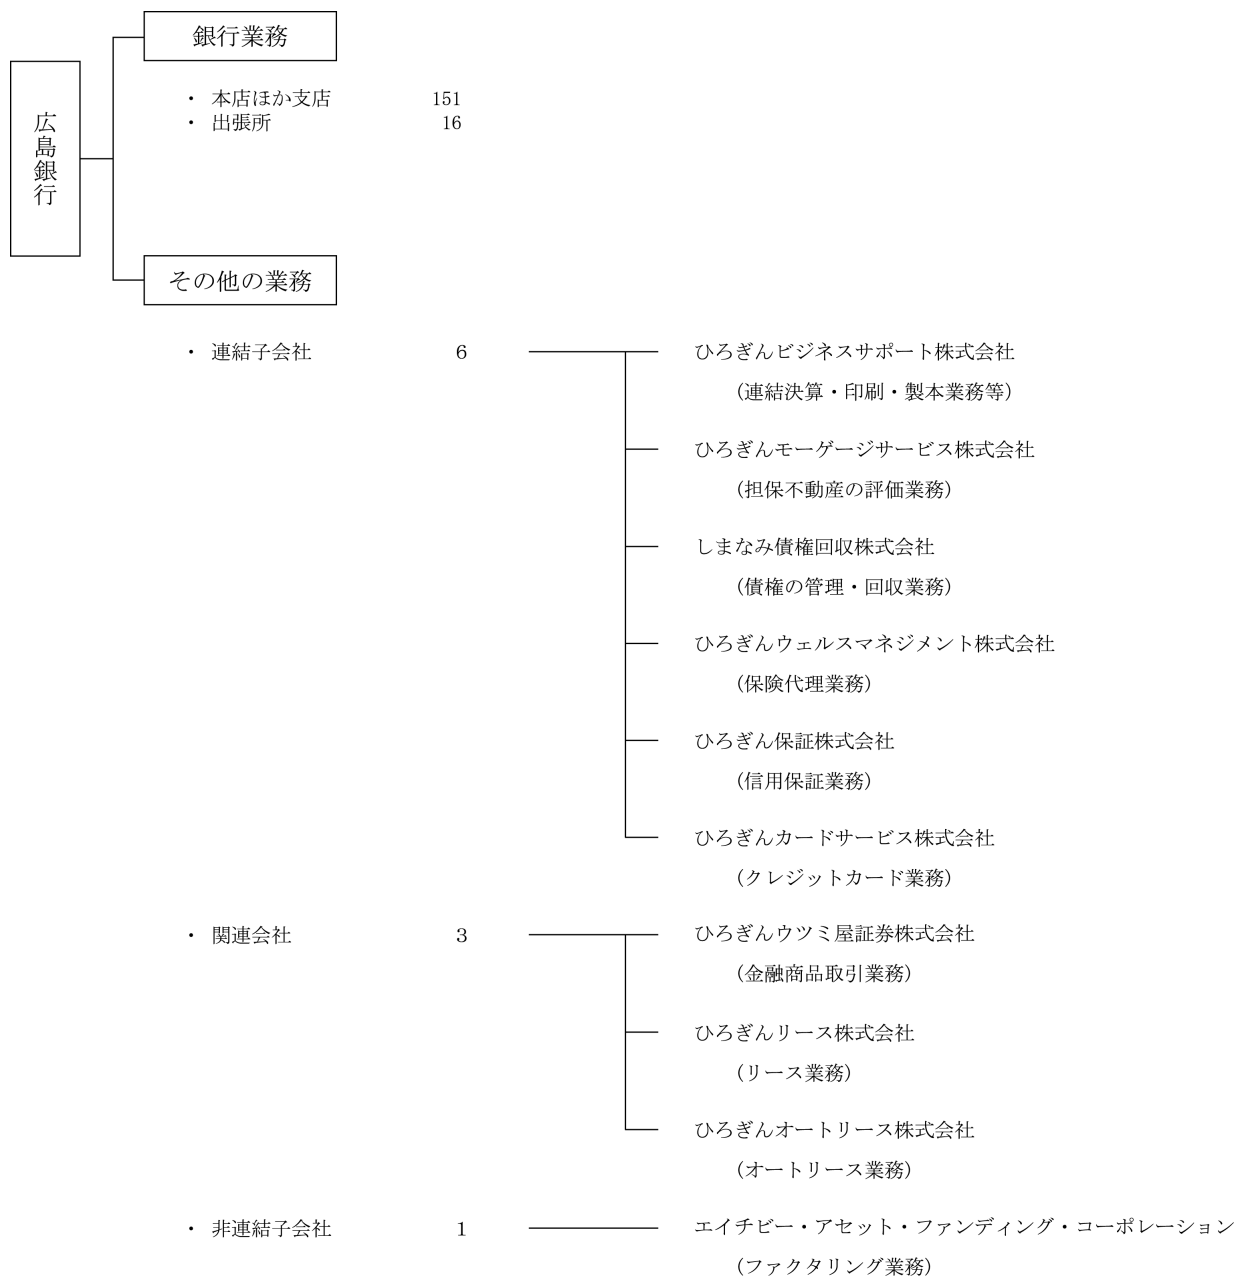 広島銀行
銀行業務
・ 本店ほか支店 151
・ 出張所 16
その他の業務
・ 連結子会社 6 ひろぎんビジネスサポート株式会社
（連結決算・印刷・製本業務等）
ひろぎんモーゲージサービス株式会社
（担保不動産の評価業務）
しまなみ債権回収株式会社
（債権の管理・回収業務）
ひろぎんウェルスマネジメント株式会社
（保険代理業務）
ひろぎん保証株式会社
（信用保証業務）
ひろぎんカードサービス株式会社
（クレジットカード業務）
・ 関連会社 3 ひろぎんウツミ屋証券株式会社
（金融商品取引業務）
ひろぎんリース株式会社
（リース業務）
ひろぎんオートリース株式会社
（オートリース業務）
・ 非連結子会社 1 エイチビー・アセット・ファンディング・コーポレーション
（ファクタリング業務）